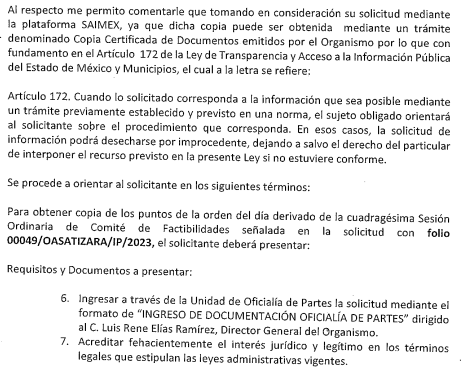 Al respecto me permito comentarle que tomando en consideración su solicitud mediante
la plataforma SAIMEX, ya que dicha copia puede ser obtenida mediante un trámite
denominado Copia Certificada de Documentos emitidos por el Organismo por lo que con
fundamento en el Artículo 172 de la Ley de Transparencia y Acceso a la Información Pública
del Estado de México y Municipios, el cual a la letra se refiere:
Artículo 172. Cuando lo solicitado corresponda a la información que sea posible mediante
un trámite previamente establecido y previsto en una norma, el sujeto obligado orientará
al solicitante sobre el procedimiento que corresponda. En esos casos, la solicitud de
información podrá desecharse por improcedente, dejando a salvo el derecho del particular
de interponer el recurso previsto en la presente Ley si no estuviere conforme.
Se procede a orientar al solicitante en los siguientes términos:
Para obtener copia de los puntos de la orden del día derivado de la cuadragésima Sesión
Ordinaria de Comité de Factibilidades señalada en la solicitud con folio
00049/OASATIZARA/IP/2023, el solicitante deberá presentar:
Requisitos y Documentos a presentar:
6. Ingresar a través de la Unidad de Oficialía de Partes la solicitud mediante el
formato de “INGRESO DE DOCUMENTACIÓN OFICIALÍA DE PARTES” dirigido
al C. Luis Rene Elías Ramírez, Director General del Organismo.
7. Acreditar fehacientemente el interés jurídico y legítimo en los términos
legales que estipulan las leyes administrativas vigentes.